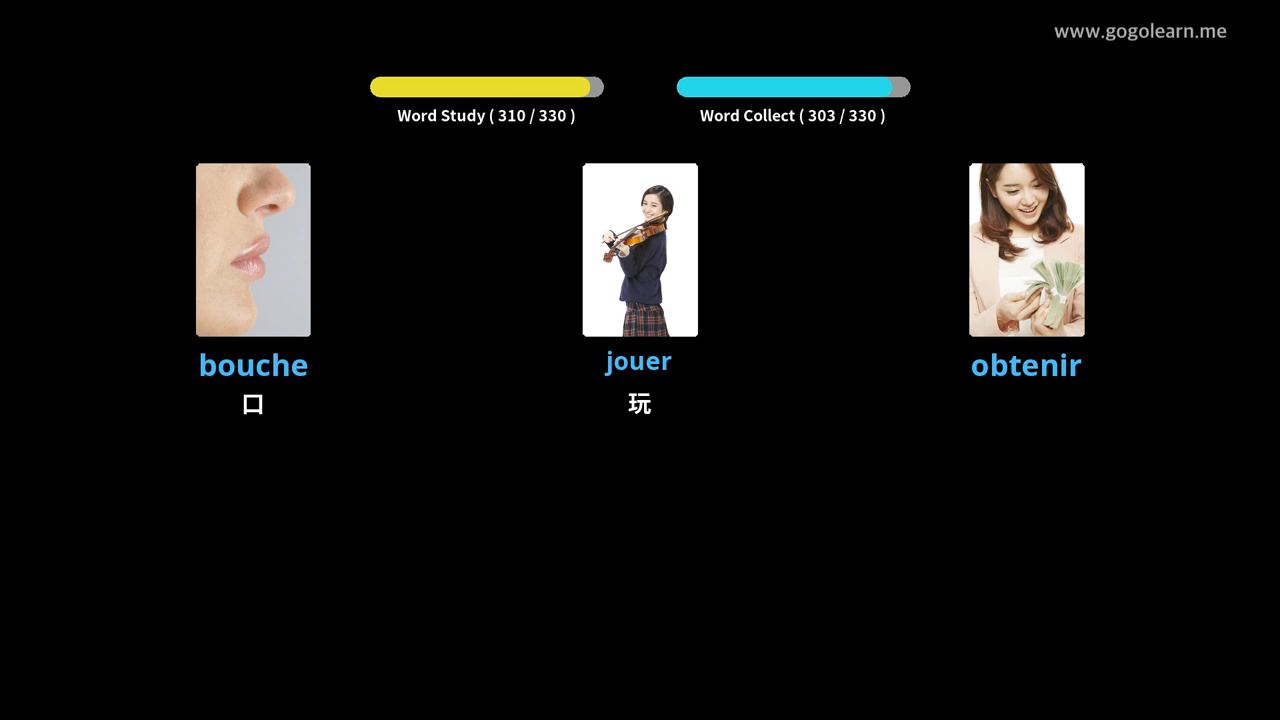 www.gogolearn.me
Word Study ( 310 / 330 )
Word Collect ( 303 / 330 )
bouche
jouer
obtenir
口
玩